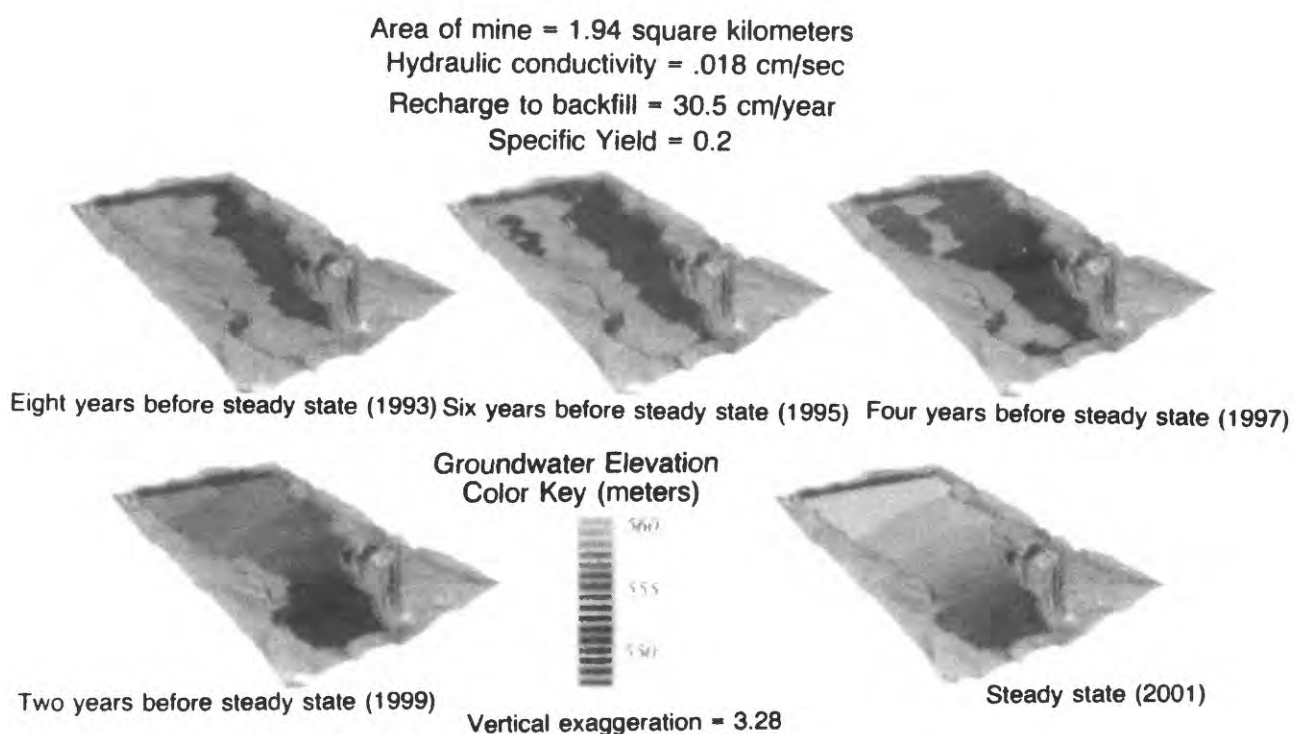 Area of mine = 1.94 square kilometers
Hydraulic conductivity = .018 cm/sec
Recharge to backfill = 30.5 cm/year
Specific Yield = 0.2
Eight years before steady state (1993)
Six years before steady state (1995)
Four years before steady state (1997)
Groundwater Elevation
Color Key (meters)
560
555
550
Two years before steady state (1999)
Steady state (2001)
Vertical exaggeration = 3.28